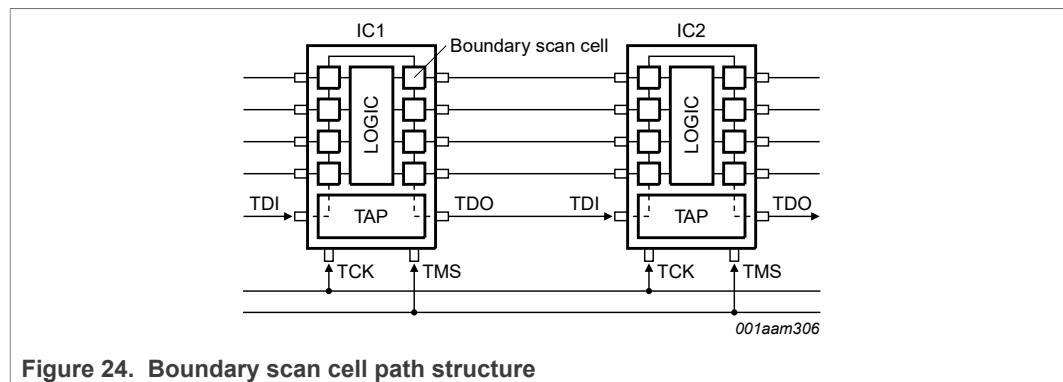 IC1
IC2
Boundary scan cell
LOGIC
LOGIC
TDI
TAP
TDO
TDI
TAP
TDO
TCK
TMS
TCK
TMS
001aam306
Figure 24. Boundary scan cell path structure